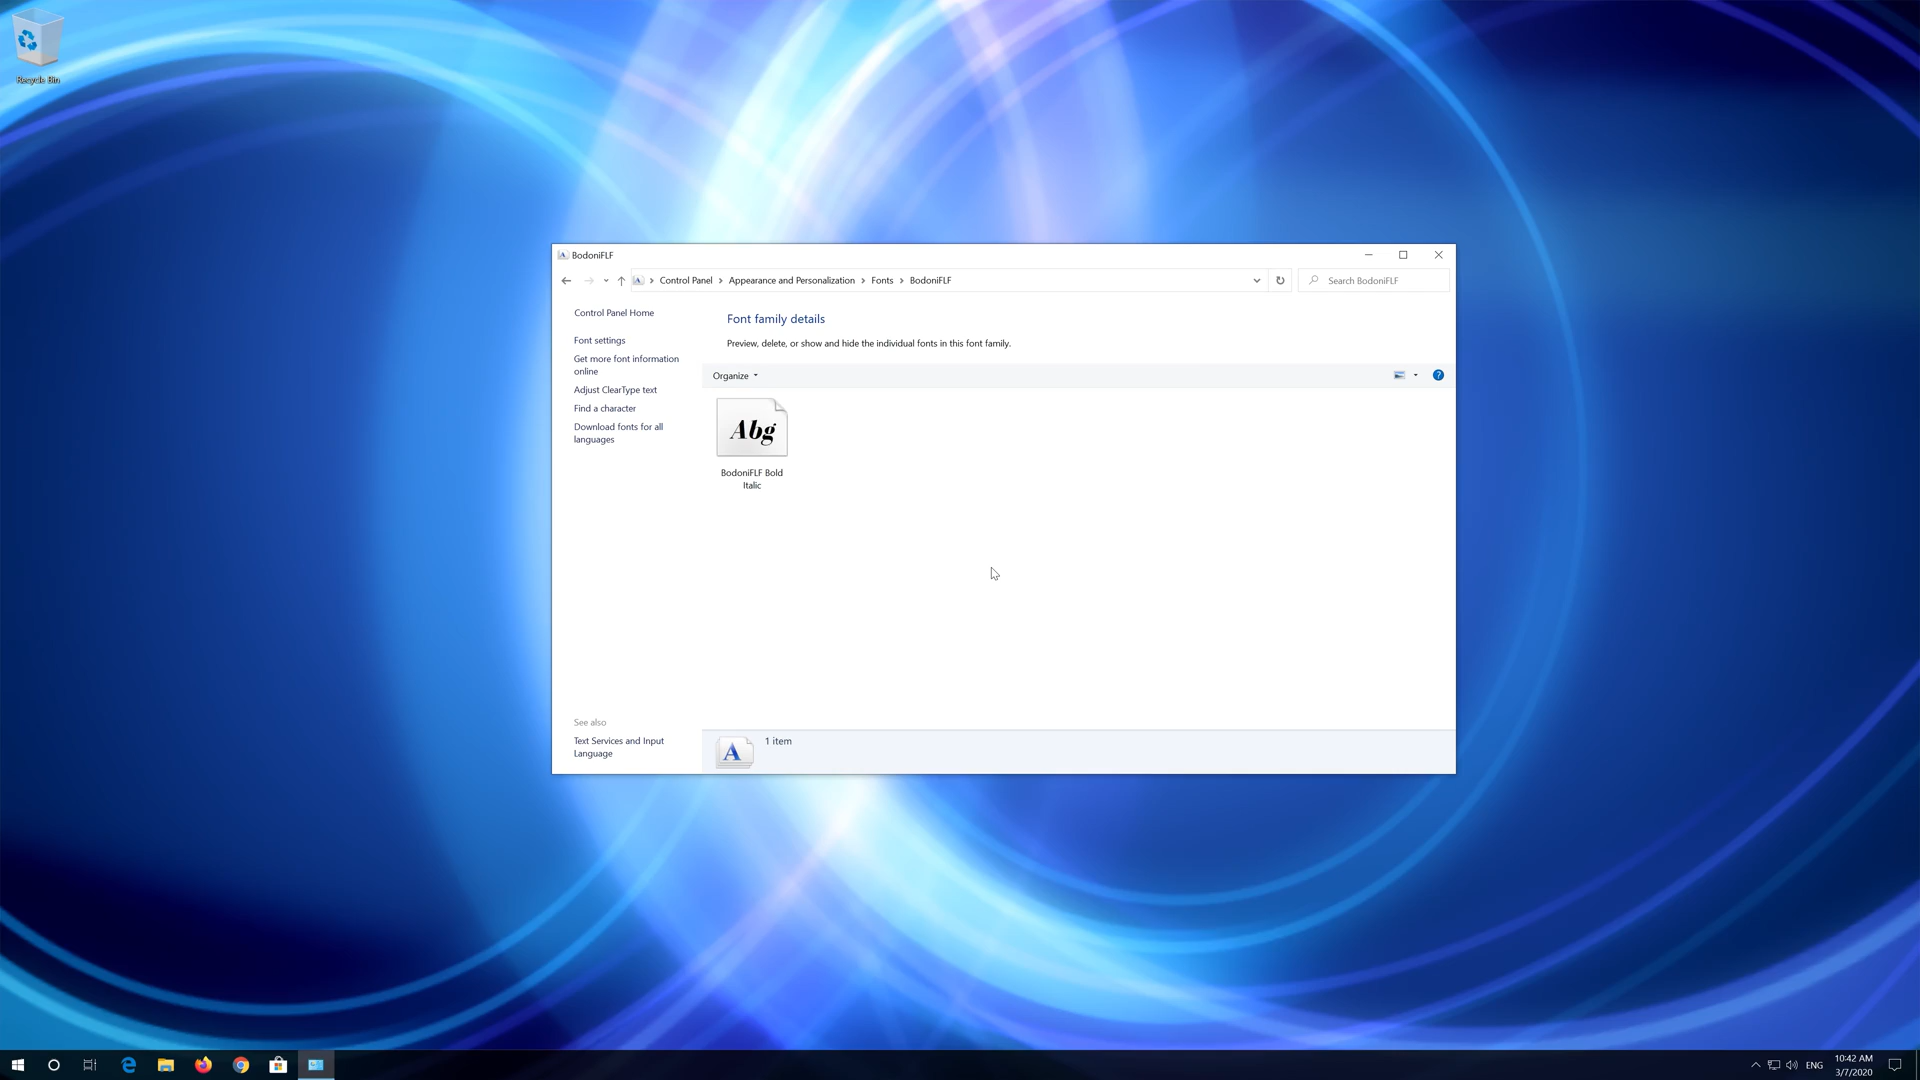 Recycle Bin
BodoniFLF
Control Panel
Appearance and Personalization
Fonts
BodoniFLF
Search BodoniFLF
Control Panel Home
Font settings
Get more font information
online
Adjust ClearType text
Find a character
Download fonts for all
languages
See also
Text Services and Input
Language
Font family details
Preview, delete, or show and hide the individual fonts in this font family.
Organize
?
Abg
BodoniFLF Bold
Italic
A
1 item
ENG
10:42 AM
3/7/2020